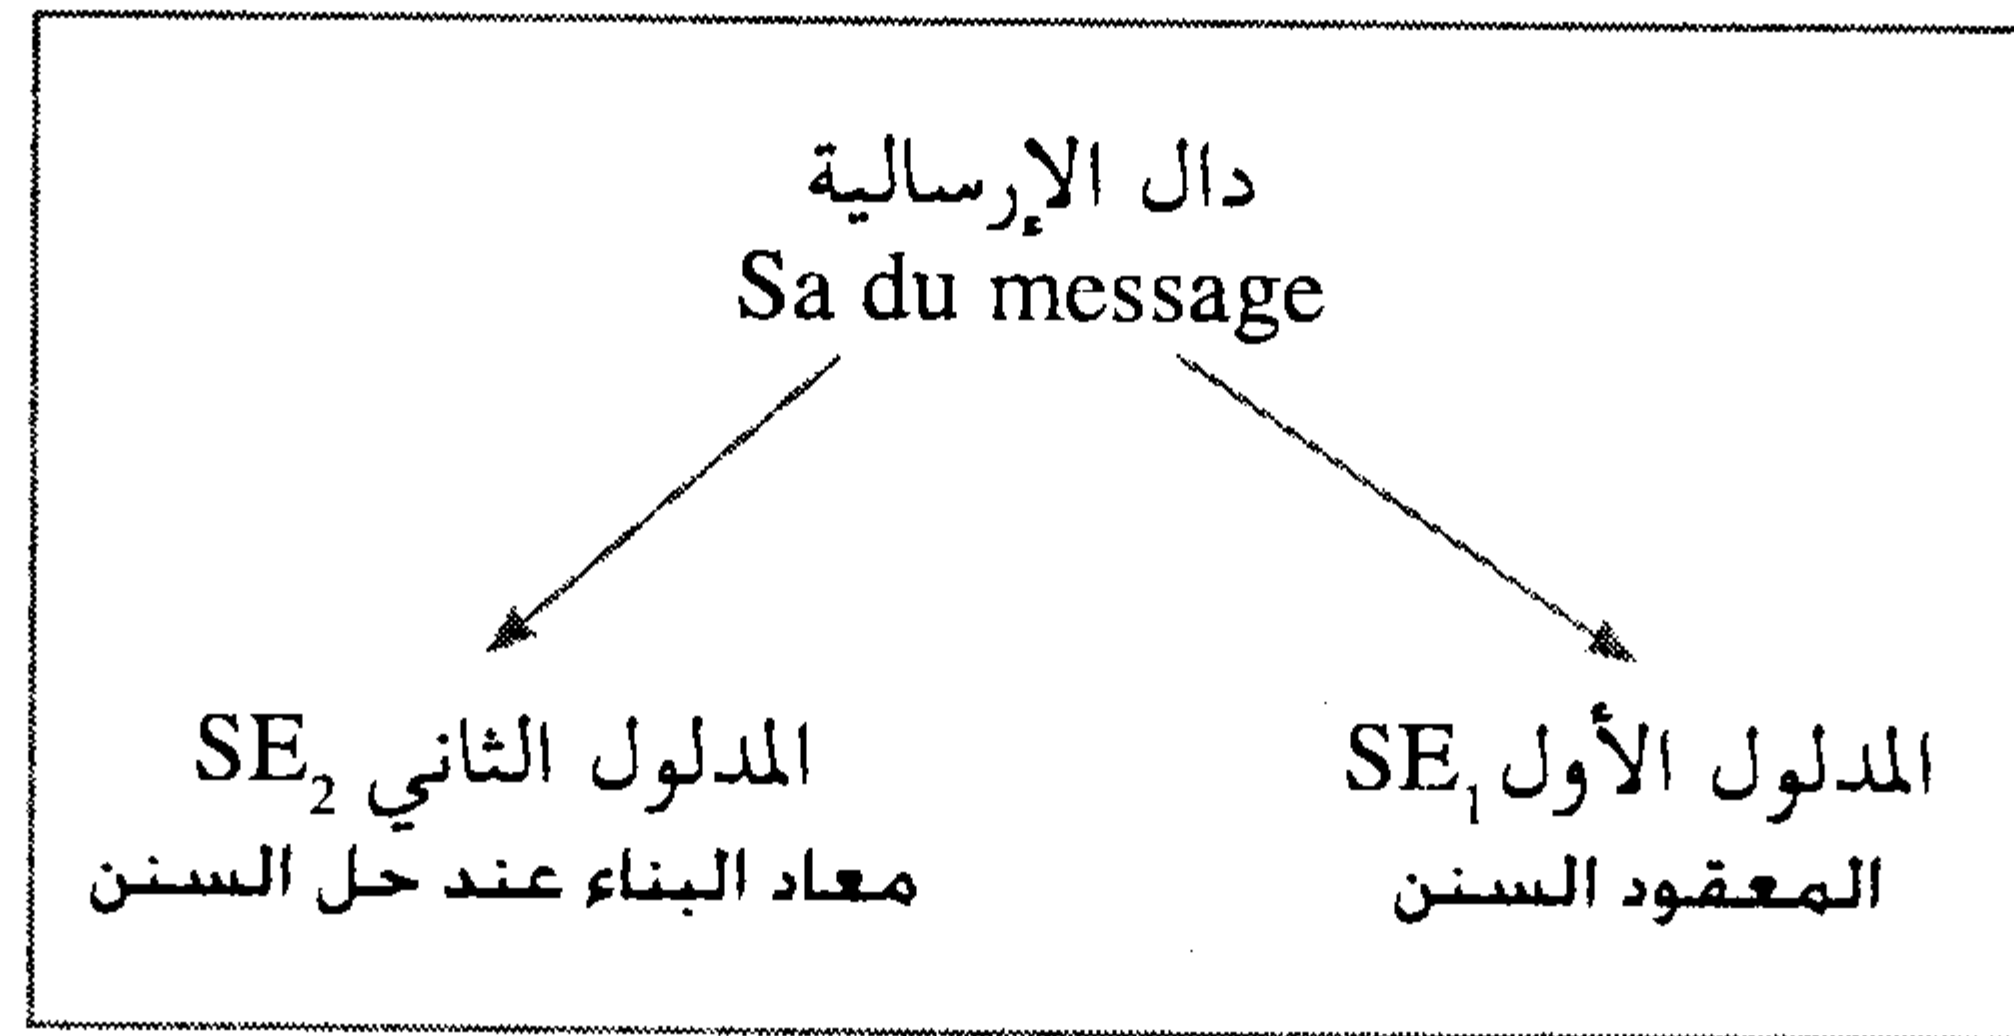 دال الإرسالية
Sa du message
المدلول الأول SE₁
المعقود السنن
المدلول الثاني SE₂
معاد البناء عند حل السنن